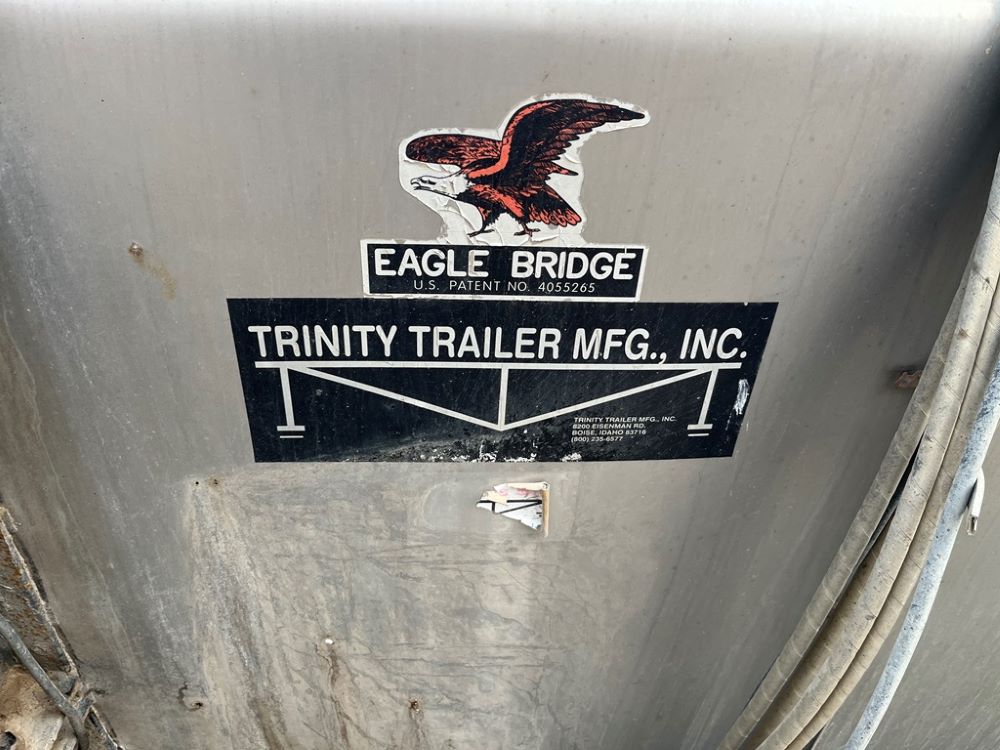 EAGLE BRIDGE
U.S. PATENT NO. 4055265
TRINITY TRAILER MFG., INC.
TRINITY TRAILER MFG., INC.
8200 EISENMAN RD.
BOISE, IDAHO 83716
(800) 235-6577